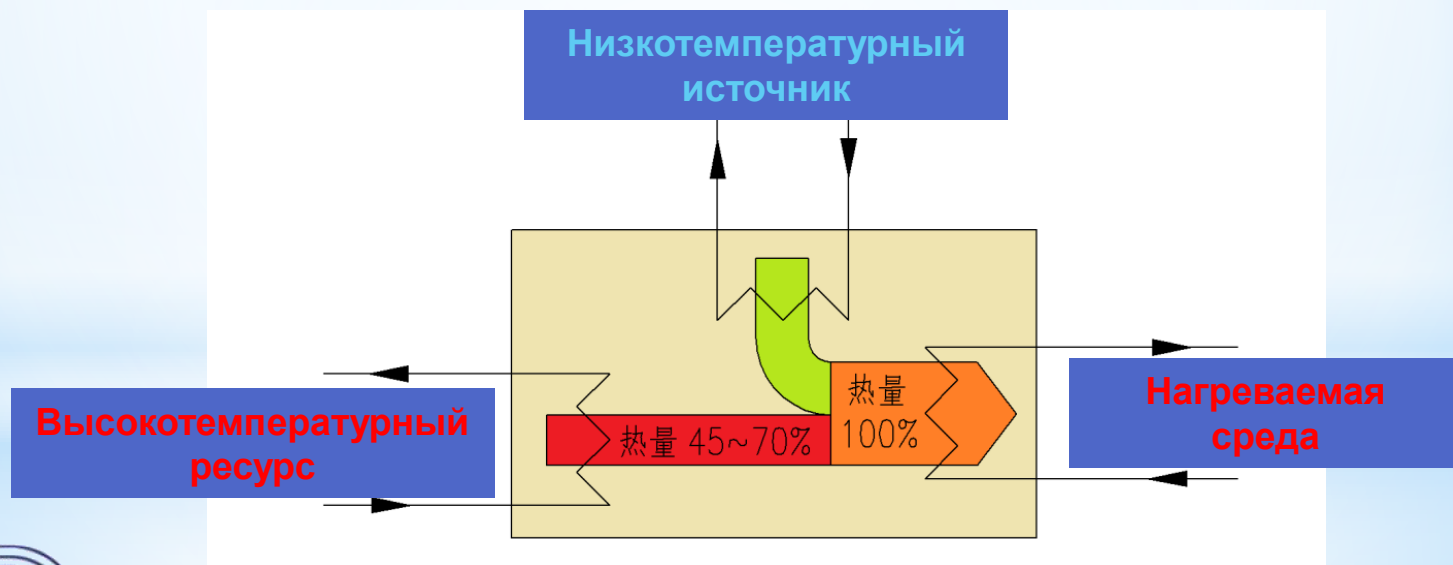 Низкотемпературный
источник
Высокотемпературный
ресурс
热量 45~70%
热量
100%
Нагреваемая
среда